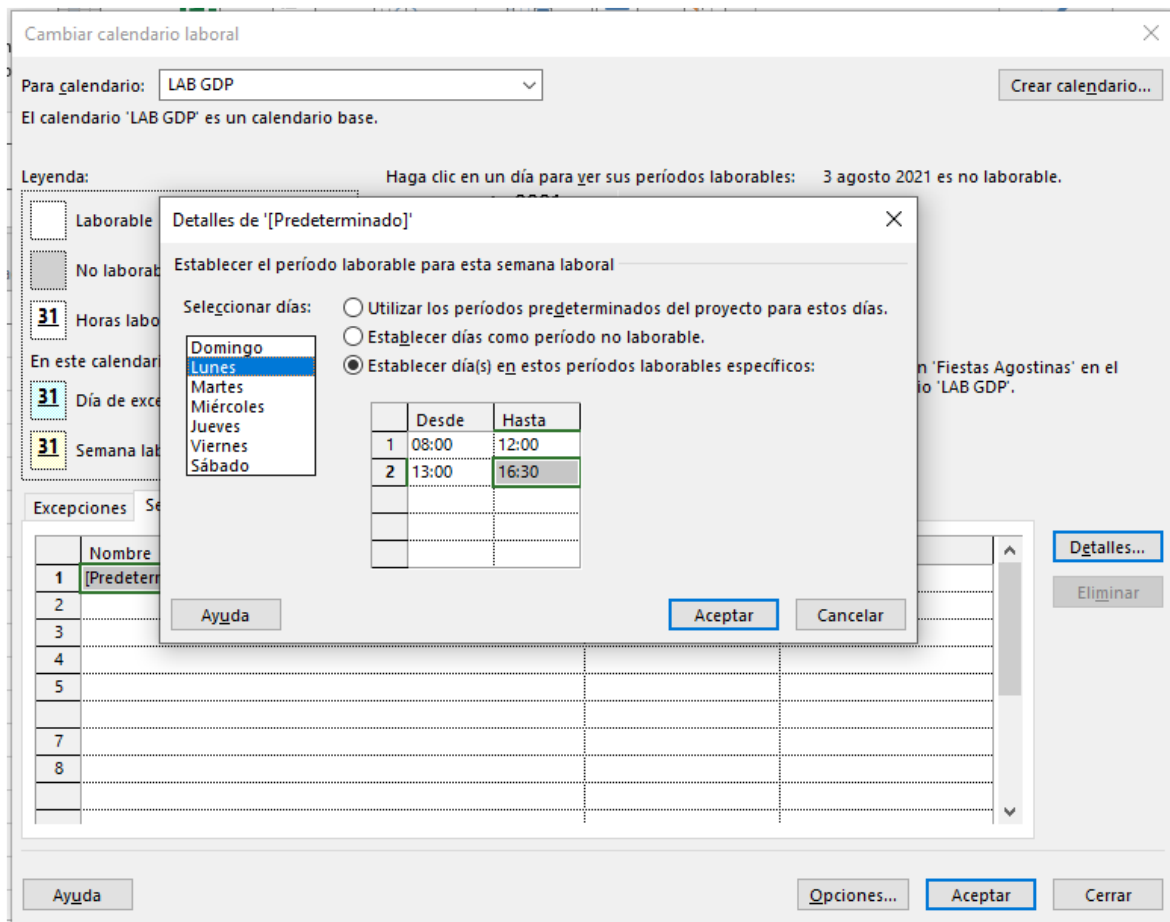 Cambiar calendario laboral
Para calendario: LAB GDP
Crear calendario...
El calendario 'LAB GDP' es un calendario base.
Leyenda:
Haga clic en un día para ver sus períodos laborables: 3 agosto 2021 es no laborable.
Laborable
No laborab
31 Horas labo
En este calendari
31 Día de exce
31 Semana lab
n 'Fiestas Agostinas' en el
io 'LAB GDP'.
Detalles de '[Predeterminado]'
Establecer el período laborable para esta semana laboral
Seleccionar días:
Domingo
Lunes
Martes
Miércoles
Jueves
Viernes
Sábado
Utilizar los períodos predeterminados del proyecto para estos días.
Establecer días como período no laborable.
Establecer día(s) en estos períodos laborables específicos:
Desde Hasta
1 08:00 12:00
2 13:00 16:30
Ayuda Aceptar Cancelar
Excepciones Se
Nombre
1 [Predeterm
2
3
4
5
7
8
Detalles...
Eliminar
Ayuda Opciones... Aceptar Cerrar